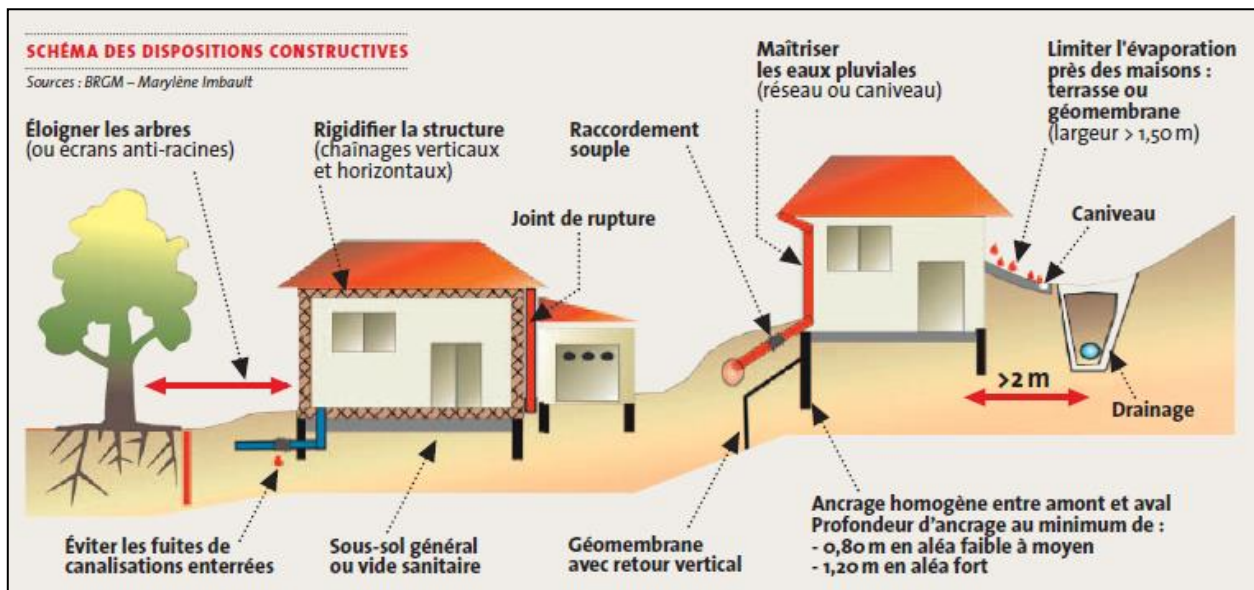 SCHÉMA DES DISPOSITIONS CONSTRUCTIVES
Sources : BRGM – Marylène Imbault
Éloigner les arbres
(ou écrans anti-racines)
Rigidifier la structure
(chaînages verticaux
et horizontaux)
Joint de rupture
Raccordement
souple
Maîtriser
les eaux pluviales
(réseau ou caniveau)
Limiter l'évaporation
près des maisons :
terrasse ou
géomembrane
(largeur > 1,50 m)
Caniveau
>2 m
Drainage
Éviter les fuites de
canalisations enterrées
Sous-sol général
ou vide sanitaire
Géomembrane
avec retour vertical
Ancrage homogène entre amont et aval
Profondeur d'ancrage au minimum de :
- 0,80 m en aléa faible à moyen
- 1,20 m en aléa fort